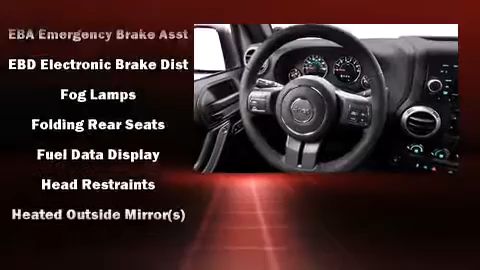 EBA Emergency Brake Asst
EBD Electronic Brake Dist
Fog Lamps
Folding Rear Seats
Fuel Data Display
Head Restraints
Heated Outside Mirror(s)